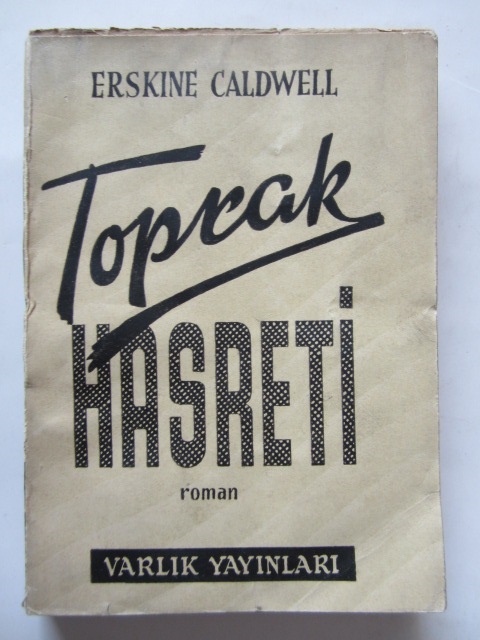 ERSKINE CALDWELL
Toprak
HASRETİ
roman
VARLIK YAYINLARI